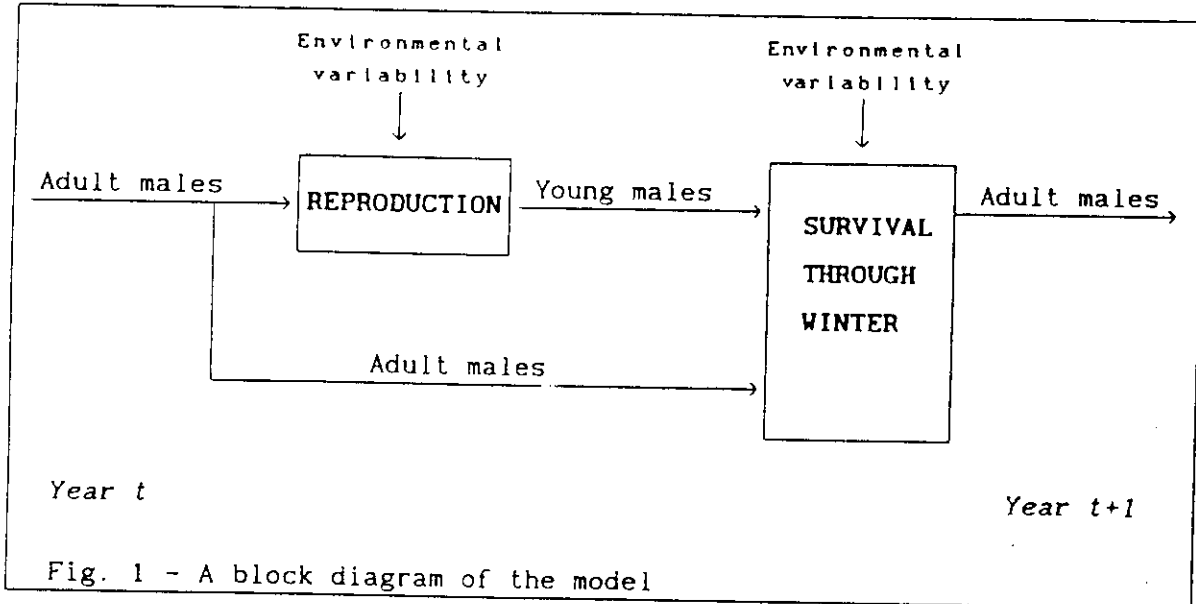 Environmental
variability
Environmental
variability
Adult males
REPRODUCTION
Young males
SURVIVAL
THROUGH
WINTER
Adult males
Adult males
Year t
Year t+1
Fig. 1 - A block diagram of the model